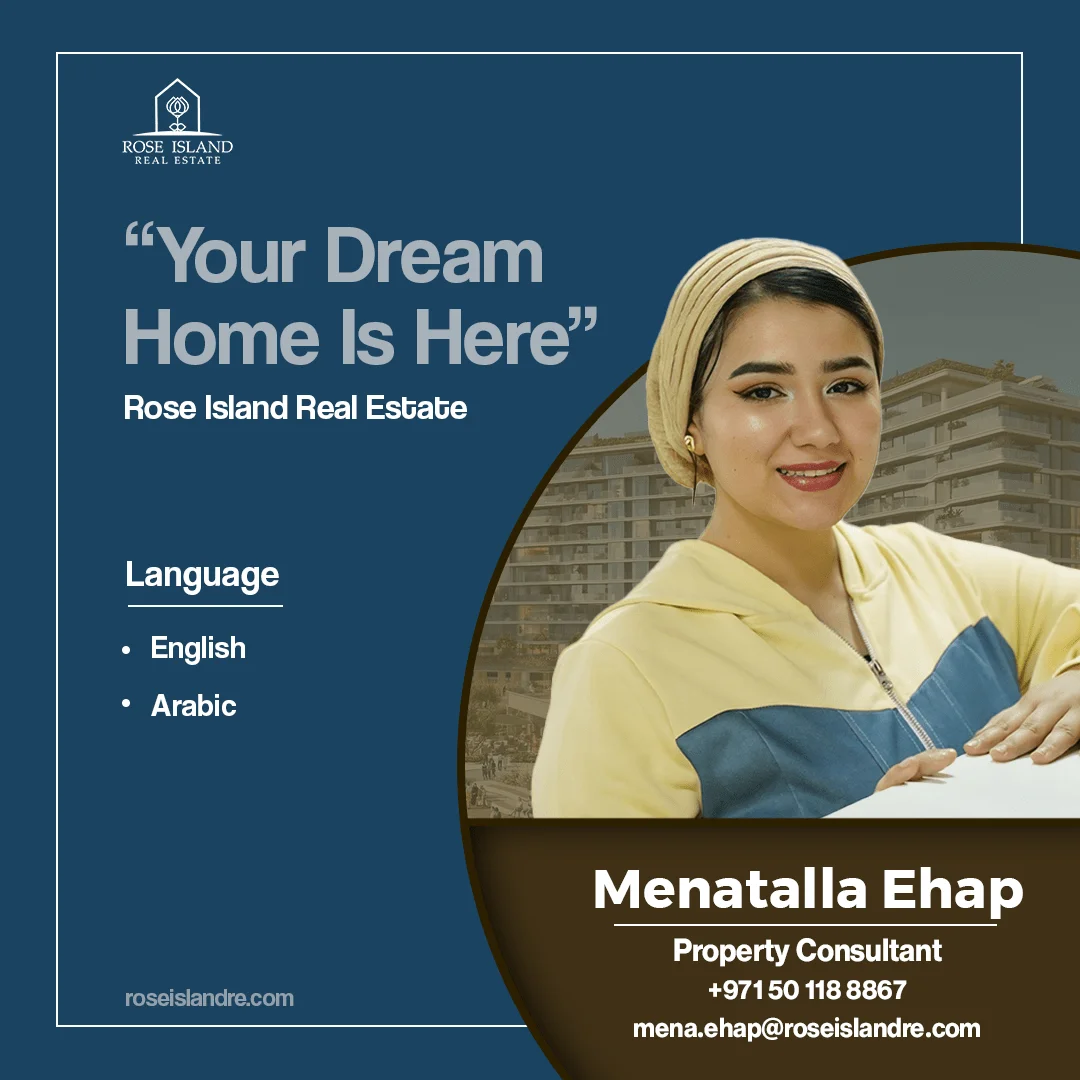 ROSE ISLAND
REAL ESTATE
“Your Dream
Home Is Here”
Rose Island Real Estate
Language
• English
• Arabic
roseislandre.com
Menatalla Ehap
Property Consultant
+971 50 118 8867
mena.ehap@roseislandre.com